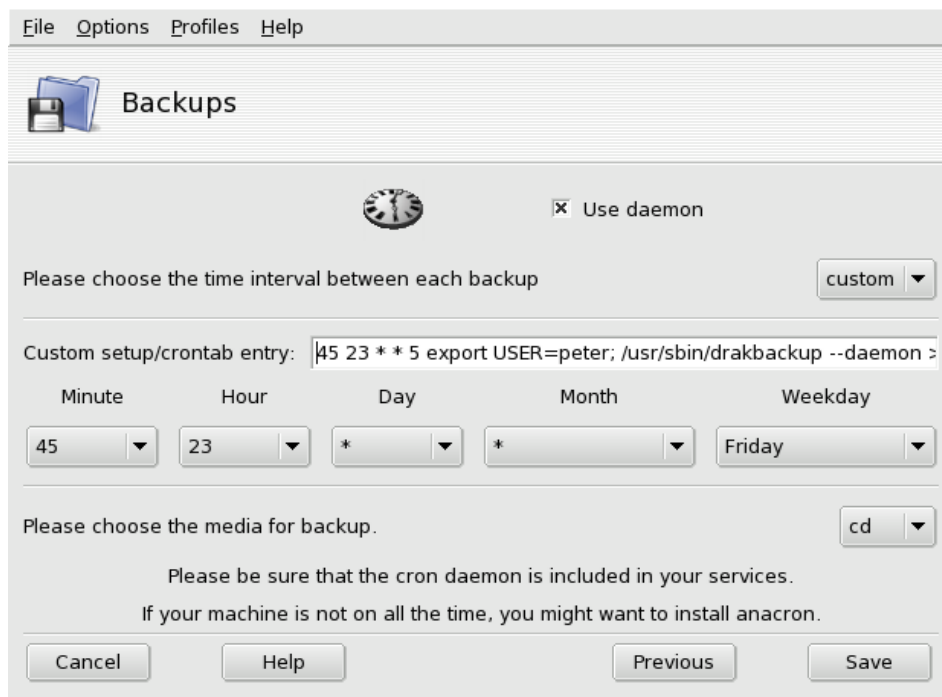 File Options Profiles Help
Backups
Use daemon
Please choose the time interval between each backup custom
Custom setup/crontab entry: 45 23 * * 5 export USER=peter; /usr/sbin/drakbackup --daemon >
Minute Hour Day Month Weekday
45 23 * * Friday
Please choose the media for backup. cd
Please be sure that the cron daemon is included in your services.
If your machine is not on all the time, you might want to install anacron.
Cancel Help Previous Save